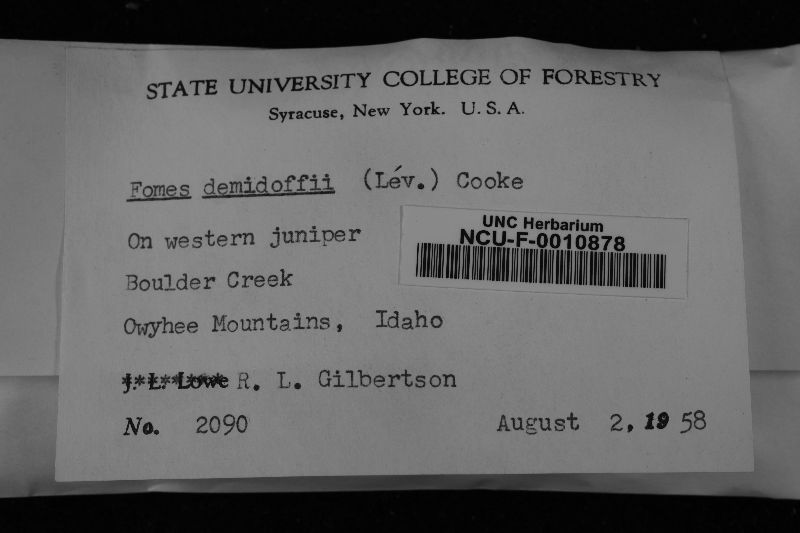 STATE UNIVERSITY COLLEGE OF FORESTRY
Syracuse, New York. U. S. A.
Fomes demidoffii (Lév.) Cooke
UNC Herbarium
NCU-F-0010878
On western juniper
Boulder Creek
Owyhee Mountains, Idaho
J. L. Lowe R. L. Gilbertson
No. 2090 August 2, 19 58